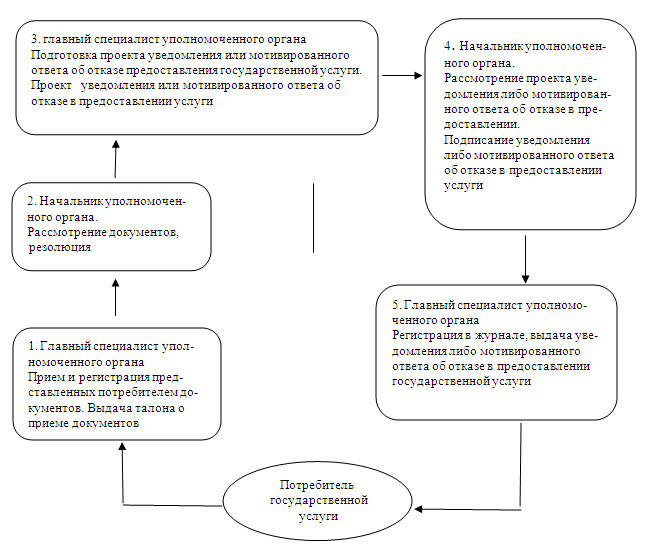 3. главный специалист уполномоченного органа
Подготовка проекта уведомления или мотивированного
ответа об отказе предоставления государственной услуги.
Проект уведомления или мотивированного ответа об
отказе в предоставлении услуги
4. Начальник уполномочен-
ного органа.
Рассмотрение проекта уве-
домления либо мотивирован-
ного ответа об отказе в пре-
доставлении.
Подписание уведомления
либо мотивированного ответа
об отказе в предоставлении
услуги
2. Начальник уполномочен-
ного органа.
Рассмотрение документов,
резолюция
5. Главный специалист уполномо-
ченного органа
Регистрация в журнале, выдача уве-
домления либо мотивированного
ответа об отказе в предоставлении
государственной услуги
1. Главный специалист упол-
номоченного органа
Прием и регистрация пред-
ставленных потребителем до-
кументов. Выдача талона о
приеме документов
Потребитель
государственной
услуги